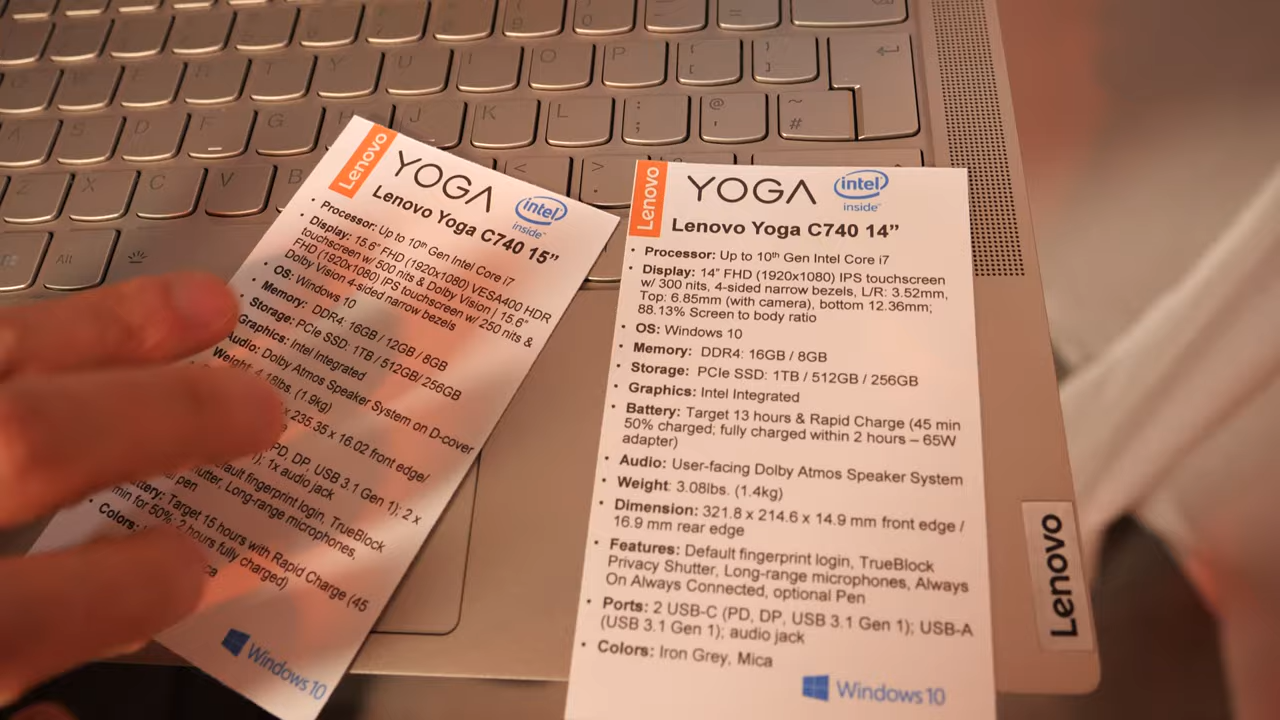 Q
P
{
[
}
]
T
Y
U
I
O
A
S
D
F
G
H
J
K
L
:
;
@
'
~
#
Z
X
C
V
B
<
>
.
Alt
Lenovo
YOGA
intel
inside
Lenovo Yoga C740 15”
• Processor: Up to 10th Gen Intel Core i7
• Display: 15.6” FHD (1920x1080) VESA400 HDR
touchscreen w/ 500 nits & Dolby Vision | 15.6”
FHD (1920x1080) IPS touchscreen w/ 250 nits &
Dolby Vision 4-sided narrow bezels
• OS: Windows 10
• Memory: DDR4: 16GB / 12GB / 8GB
• Storage: PCIe SSD: 1TB / 512GB/ 256GB
Graphics: Intel Integrated
Audio: Dolby Atmos Speaker System on D-cover
Weight: 4.18lbs. (1.9kg)
x 235.35 x 16.02 front edge/
PD, DP, USB 3.1 Gen 1); 2 x
); 1x audio jack
default fingerprint login, TrueBlock
Shutter, Long-range microphones,
pen
Battery: Target 15 hours with Rapid Charge (45
min for 50%; 2 hours fully charged)
Colors:
Windows 10
Lenovo
YOGA
intel
inside
Lenovo Yoga C740 14”
• Processor: Up to 10th Gen Intel Core i7
• Display: 14” FHD (1920x1080) IPS touchscreen
w/ 300 nits, 4-sided narrow bezels, L/R: 3.52mm,
Top: 6.85mm (with camera), bottom 12.36mm;
88.13% Screen to body ratio
• OS: Windows 10
• Memory: DDR4: 16GB / 8GB
• Storage: PCIe SSD: 1TB / 512GB / 256GB
• Graphics: Intel Integrated
• Battery: Target 13 hours & Rapid Charge (45 min
50% charged; fully charged within 2 hours – 65W
adapter)
• Audio: User-facing Dolby Atmos Speaker System
• Weight: 3.08lbs. (1.4kg)
• Dimension: 321.8 x 214.6 x 14.9 mm front edge /
16.9 mm rear edge
• Features: Default fingerprint login, TrueBlock
Privacy Shutter, Long-range microphones, Always
On Always Connected, optional Pen
• Ports: 2 USB-C (PD, DP, USB 3.1 Gen 1); USB-A
(USB 3.1 Gen 1); audio jack
• Colors: Iron Grey, Mica
Windows 10
Lenovo